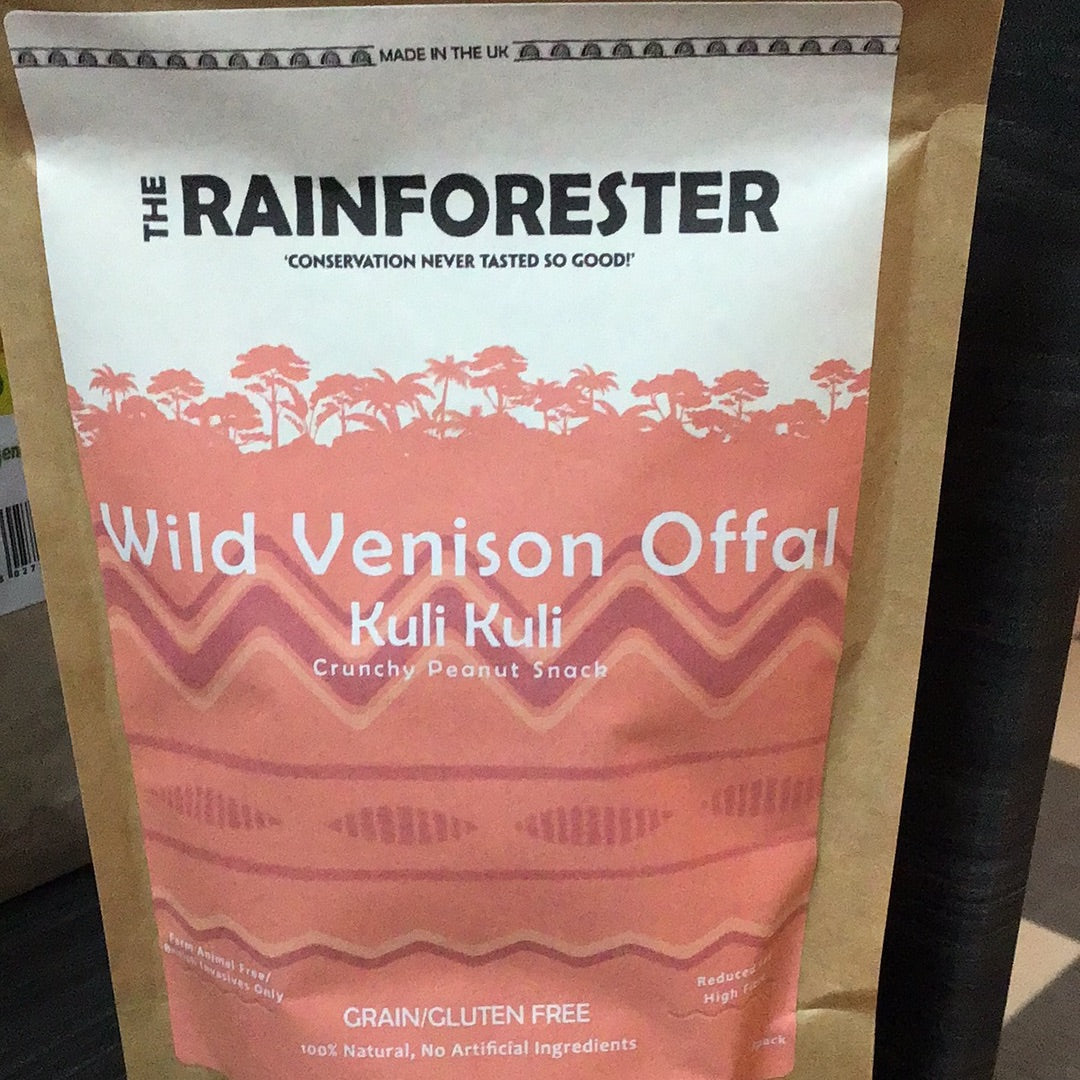 MADE IN THE UK
THE RAINFORESTER
'CONSERVATION NEVER TASTED SO GOOD!'
Wild Venison Offal
Kuli Kuli
Crunchy Peanut Snack
Farm Animal Free/
Invasives Only
Reduced
High
GRAIN/GLUTEN FREE
100% Natural, No Artificial Ingredients